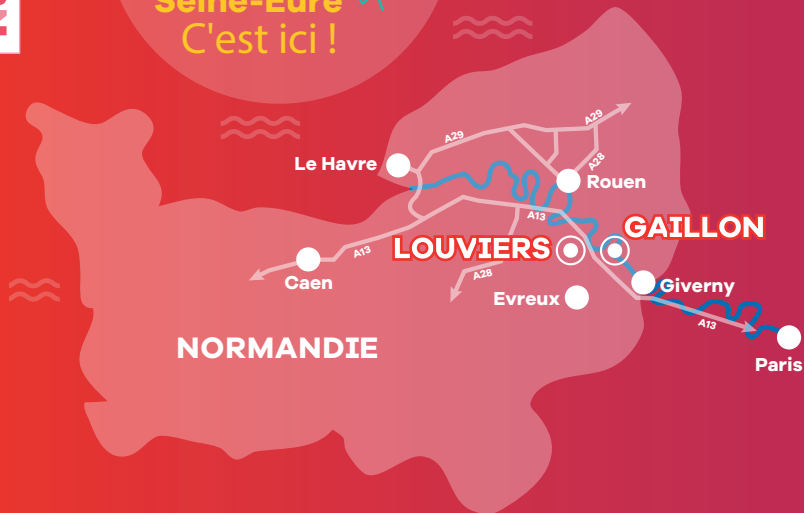 Seine-Eure
C'est ici !
A29
A29
Le Havre
A28
Rouen
A13
GAILLON
LOUVIERS
A13
A28
Caen
Giverny
Evreux
A13
NORMANDIE
Paris